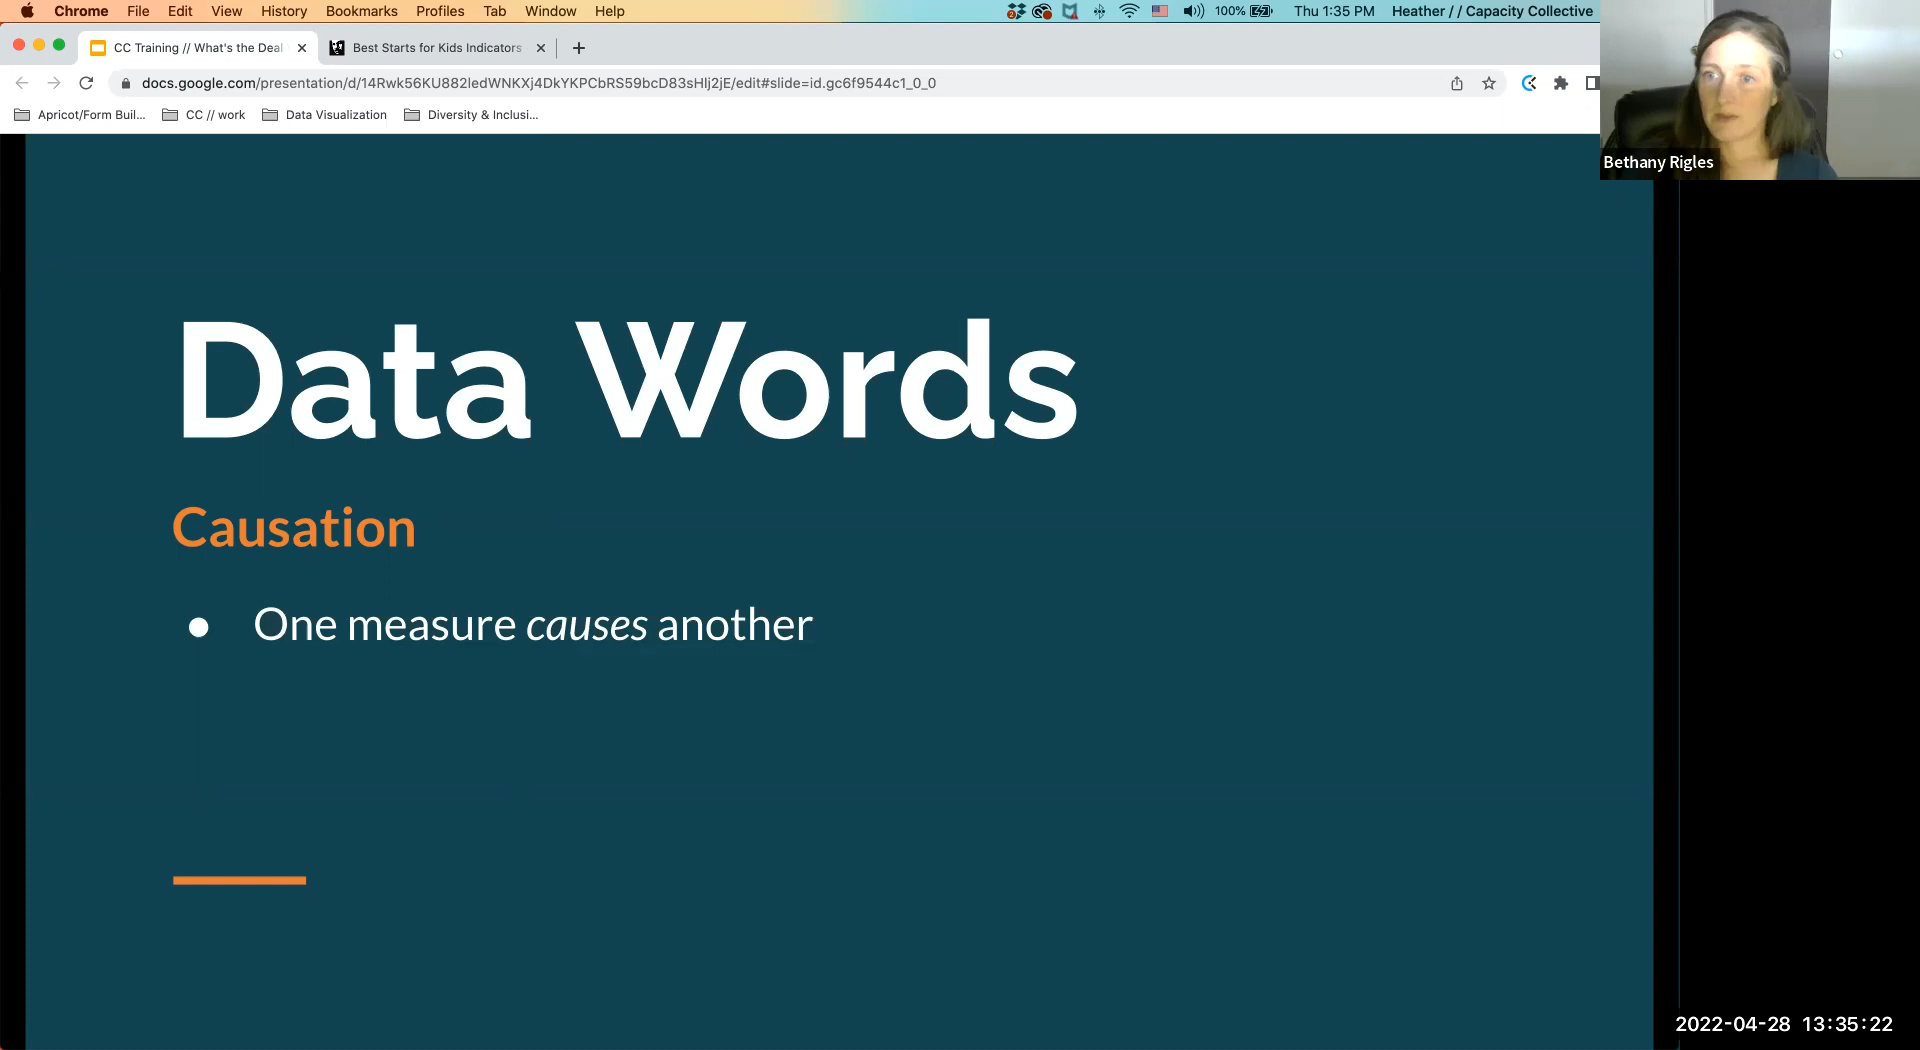 Chrome File Edit View History Bookmarks Profiles Tab Window Help 100% Thu 1:35 PM Heather // Capacity Collective
CC Training // What's the Deal Best Starts for Kids Indicators
docs.google.com/presentation/d/14Rwk56KU882ledWNKXj4DkYKPCbRS59bcD83sHlj2jE/edit#slide=id.gc6f9544c1_0_0
Apricot/Form Buil... CC // work Data Visualization Diversity & Inclusi...
Bethany Rigles
Data Words
Causation
● One measure causes another
2022-04-28 13:35:22